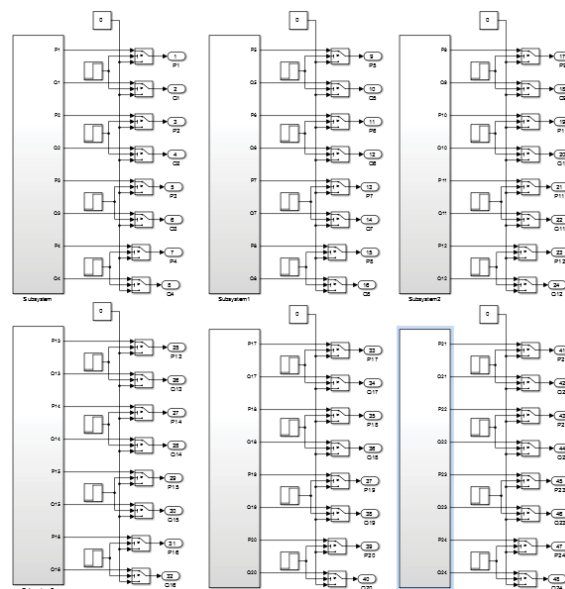 0
0
0
P1
1
P1
Q1
2
Q1
P2
3
P2
Q2
4
Q2
P3
5
P3
Q3
6
Q3
P4
7
P4
Q4
8
Q4
Subsystem
P5
9
P5
Q5
10
Q5
P6
11
P6
Q6
12
Q6
P7
13
P7
Q7
14
Q7
P8
15
P8
Q8
16
Q8
Subsystem1
P9
17
Q9
18
P10
19
Q10
20
P11
21
P11
Q11
22
Q11
P12
23
P12
Q12
24
Q12
Subsystem2
0
0
0
P13
25
P13
Q13
26
Q13
P14
27
P14
Q14
28
Q14
P15
29
P15
Q15
30
Q15
P16
31
P16
Q16
32
Q16
P17
33
P17
Q17
34
Q17
P18
35
P18
Q18
36
Q18
P19
37
P19
Q19
38
Q19
P20
39
P20
Q20
40
Q20
P21
41
Q21
42
P22
43
Q22
44
P23
45
P23
Q23
46
Q23
P24
47
P24
Q24
48
Q24